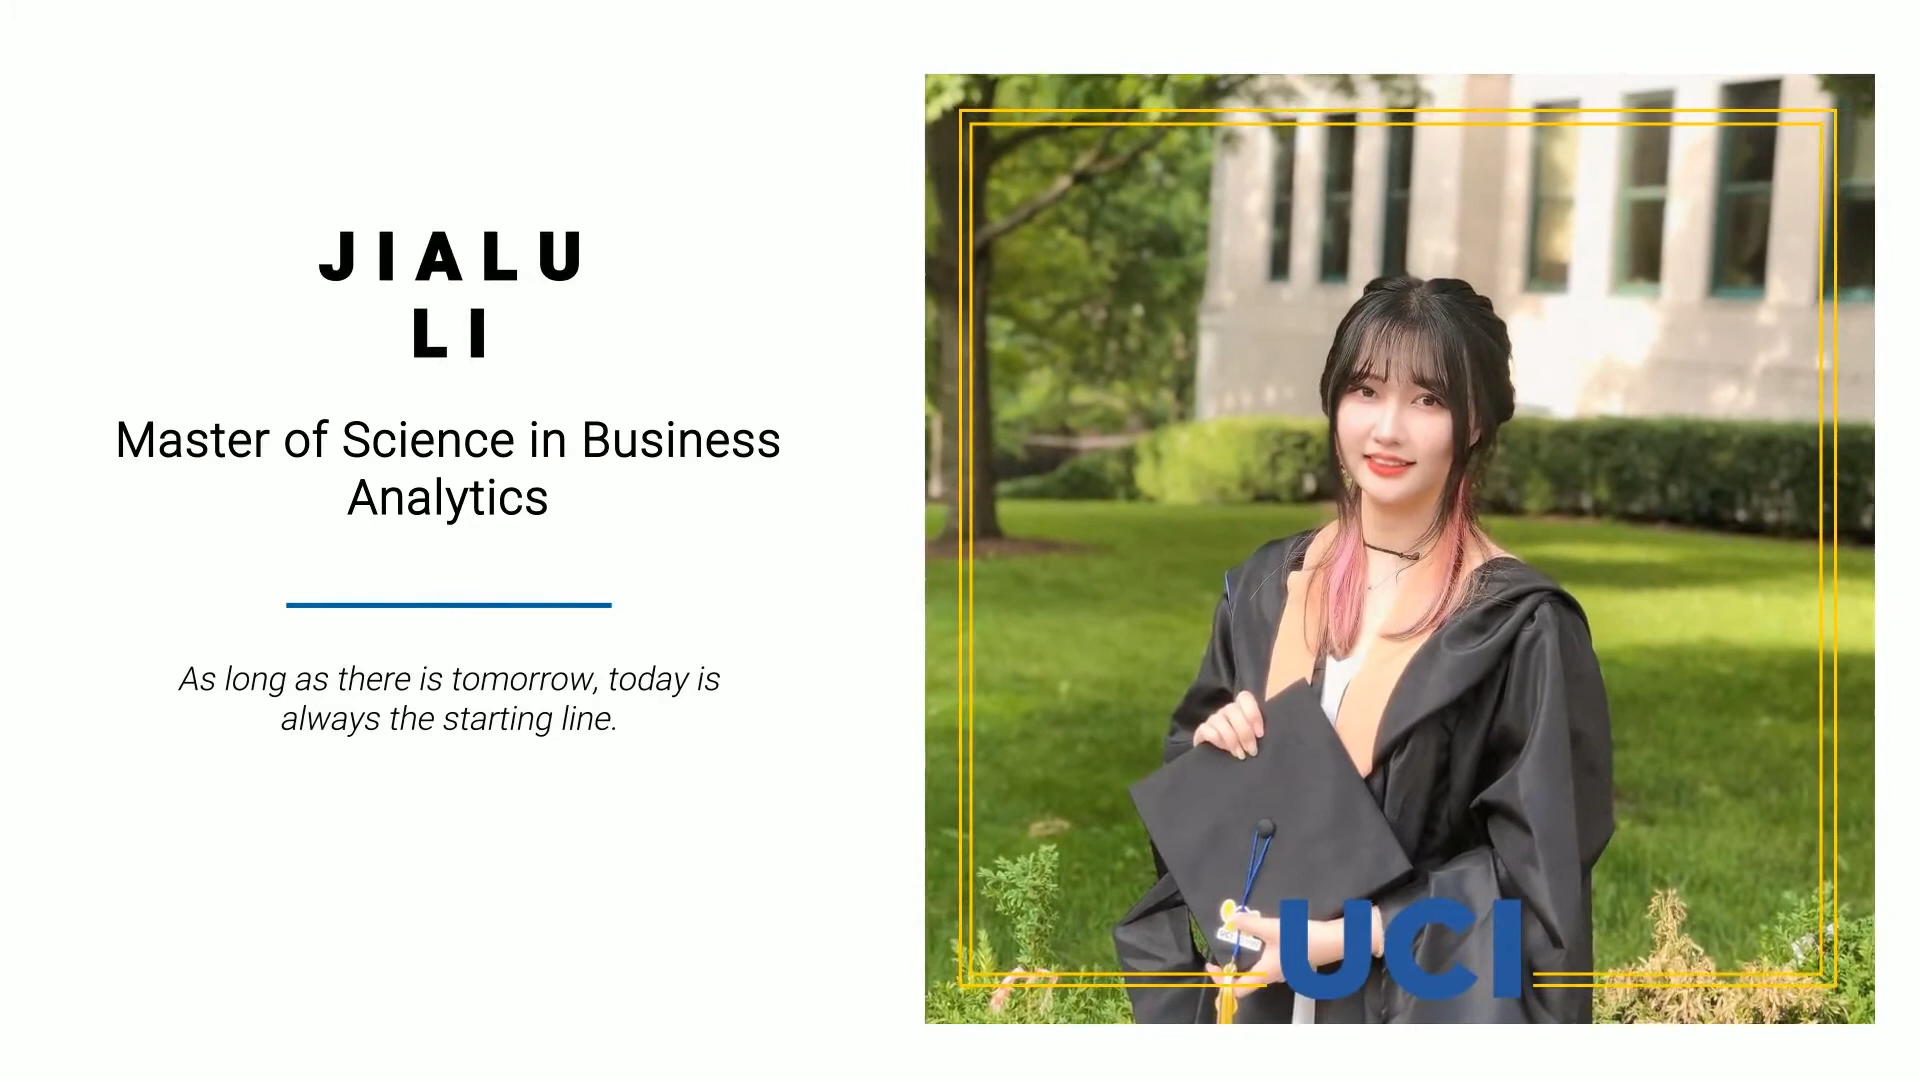 JIALU
LI
Master of Science in Business
Analytics
As long as there is tomorrow, today is
always the starting line.
UCI